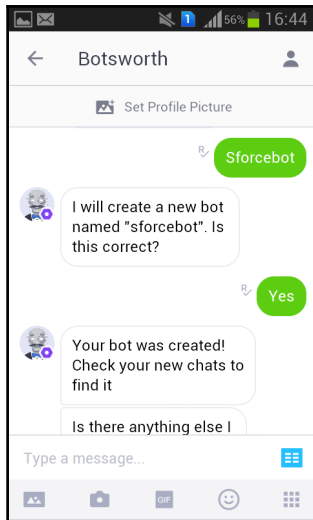 1 56% 16:44
Botsworth
Set Profile Picture
R Sforcebot
I will create a new bot
named "sforcebot". Is
this correct?
R Yes
Your bot was created!
Check your new chats to
find it
Is there anything else I
Type a message...
GIF